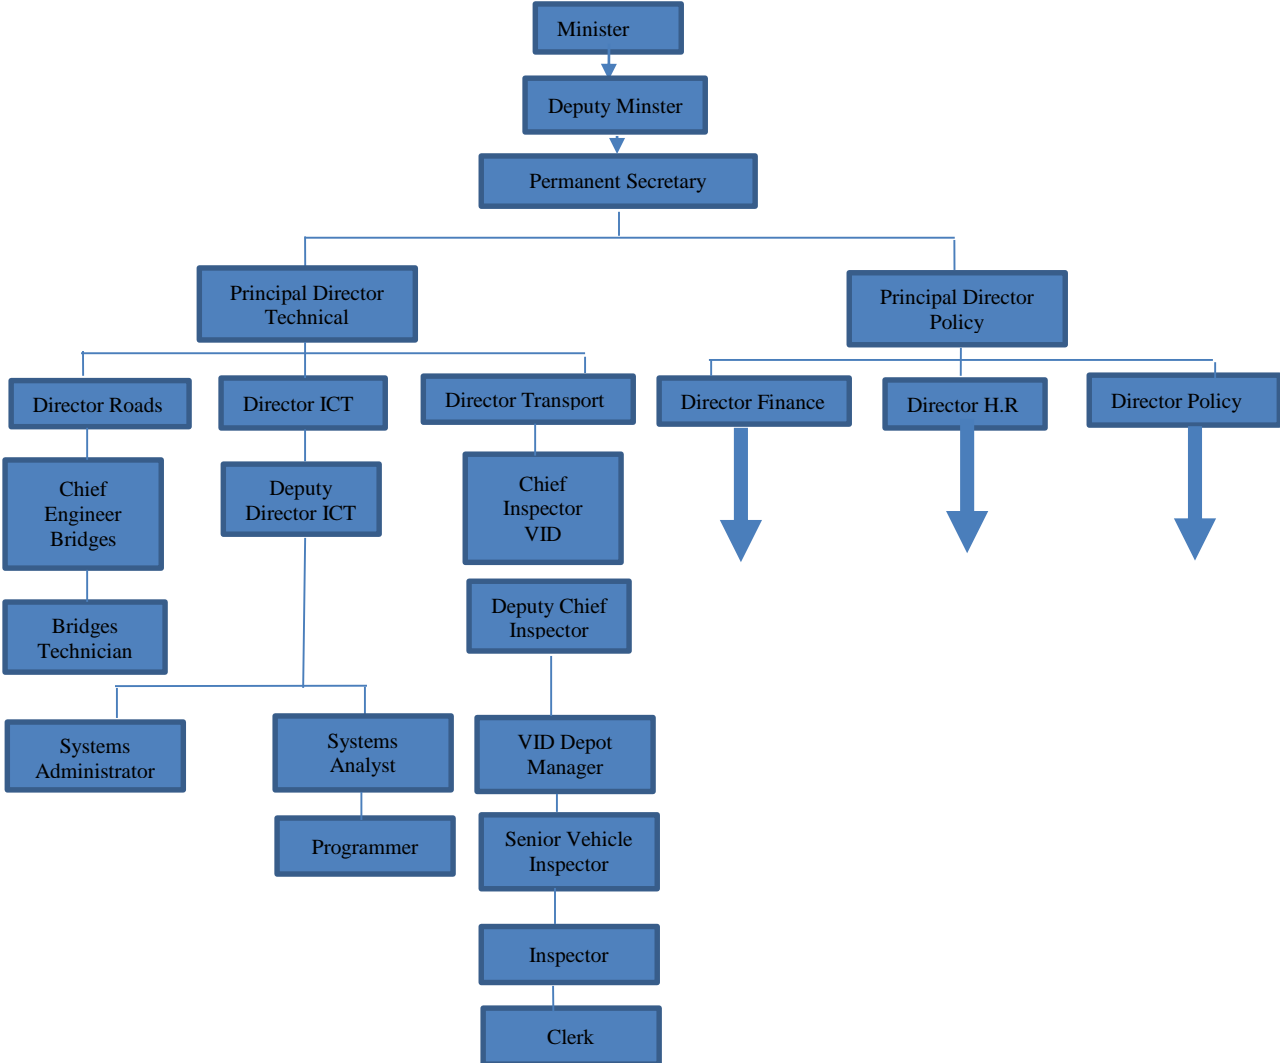 Minister
Deputy Minster
Permanent Secretary
Principal Director
Technical
Principal Director
Policy
Director Roads
Director ICT
Director Transport
Director Finance
Director H.R
Director Policy
Chief
Engineer
Bridges
Deputy
Director ICT
Chief
Inspector
VID
Bridges
Technician
Deputy Chief
Inspector
Systems
Administrator
Systems
Analyst
VID Depot
Manager
Programmer
Senior Vehicle
Inspector
Inspector
Clerk